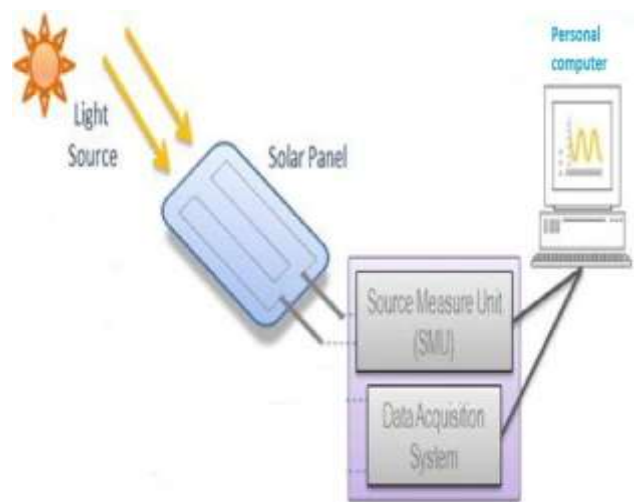 Personal
computer
Light
Source
Solar Panel
Source Measure Unit
(SMU)
Data Acquisition
System